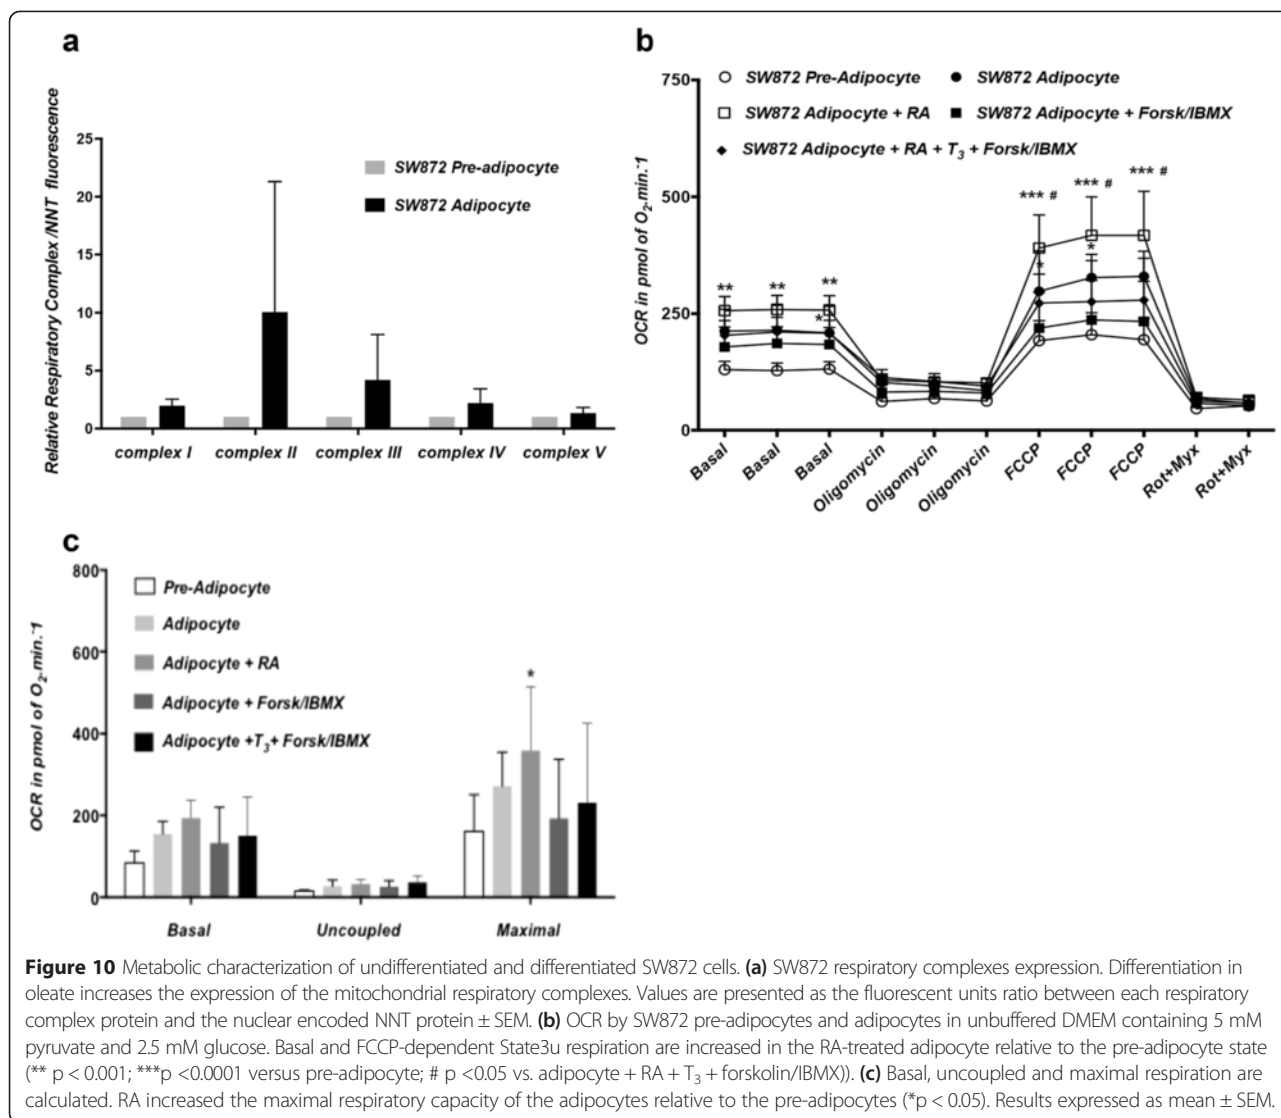 a
Relative Respiratory Complex /NNT fluorescence
25
20
15
10
5
0
SW872 Pre-adipocyte
SW872 Adipocyte
complex I
complex II
complex III
complex IV
complex V
b
OCR in pmol of O2.min.-1
750
500
250
0
SW872 Pre-Adipocyte
SW872 Adipocyte
SW872 Adipocyte + RA
SW872 Adipocyte + Forsk/IBMX
SW872 Adipocyte + RA + T3 + Forsk/IBMX
*** #
*** #
*** #
*
*
**
**
**
*
Basal
Basal
Basal
Oligomycin
Oligomycin
Oligomycin
FCCP
FCCP
FCCP
Rot+Myx
Rot+Myx
c
OCR in pmol of O2.min.-1
800
600
400
200
0
Pre-Adipocyte
Adipocyte
Adipocyte + RA
Adipocyte + Forsk/IBMX
Adipocyte +T3+ Forsk/IBMX
*
Basal
Uncoupled
Maximal
Figure 10 Metabolic characterization of undifferentiated and differentiated SW872 cells. (a) SW872 respiratory complexes expression. Differentiation in
oleate increases the expression of the mitochondrial respiratory complexes. Values are presented as the fluorescent units ratio between each respiratory
complex protein and the nuclear encoded NNT protein ± SEM. (b) OCR by SW872 pre-adipocytes and adipocytes in unbuffered DMEM containing 5 mM
pyruvate and 2.5 mM glucose. Basal and FCCP-dependent State3u respiration are increased in the RA-treated adipocyte relative to the pre-adipocyte state
(** p < 0.001; ***p <0.0001 versus pre-adipocyte; # p <0.05 vs. adipocyte + RA + T3 + forskolin/IBMX)). (c) Basal, uncoupled and maximal respiration are
calculated. RA increased the maximal respiratory capacity of the adipocytes relative to the pre-adipocytes (*p < 0.05). Results expressed as mean ± SEM.